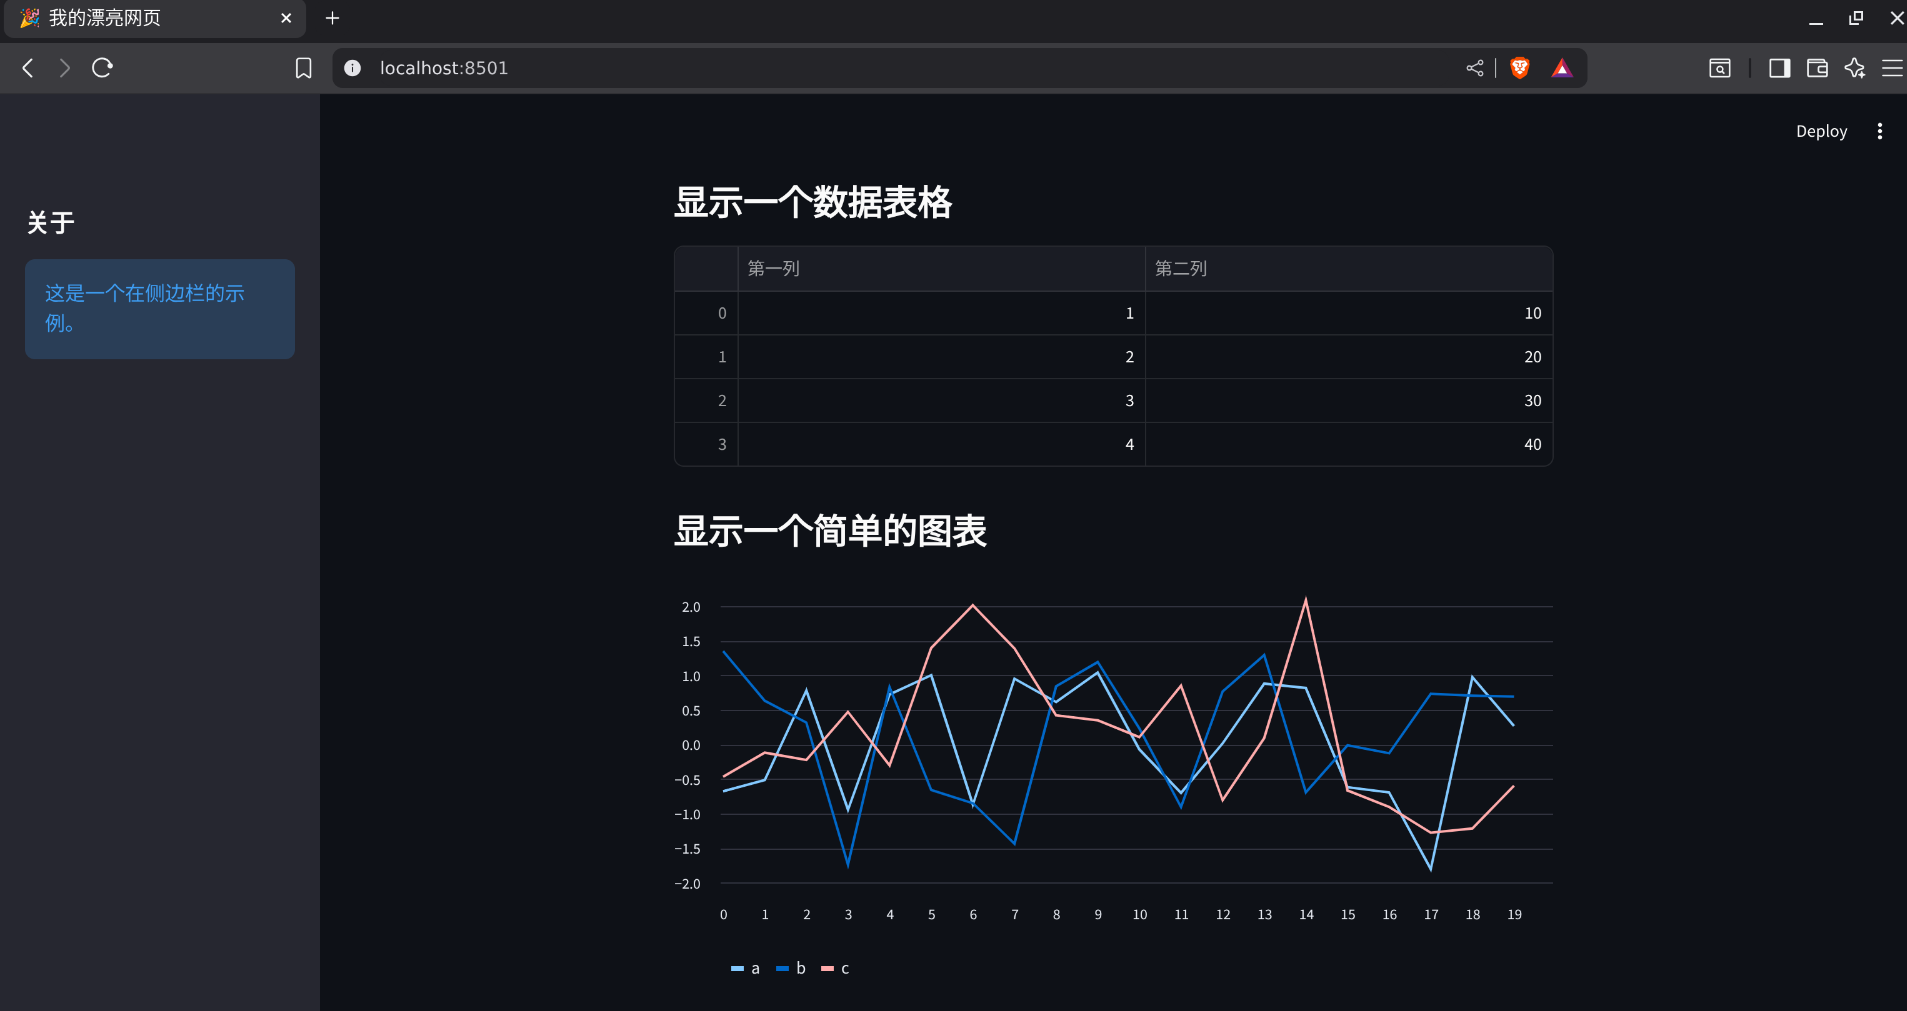 我的漂亮网页
localhost:8501
Deploy
关于
这是一个在侧边栏的示
例。
显示一个数据表格
第一列 第二列
0 1 10
1 2 20
2 3 30
3 4 40
显示一个简单的图表
2.0
1.5
1.0
0.5
0.0
−0.5
−1.0
−1.5
−2.0
0 1 2 3 4 5 6 7 8 9 10 11 12 13 14 15 16 17 18 19
a b c